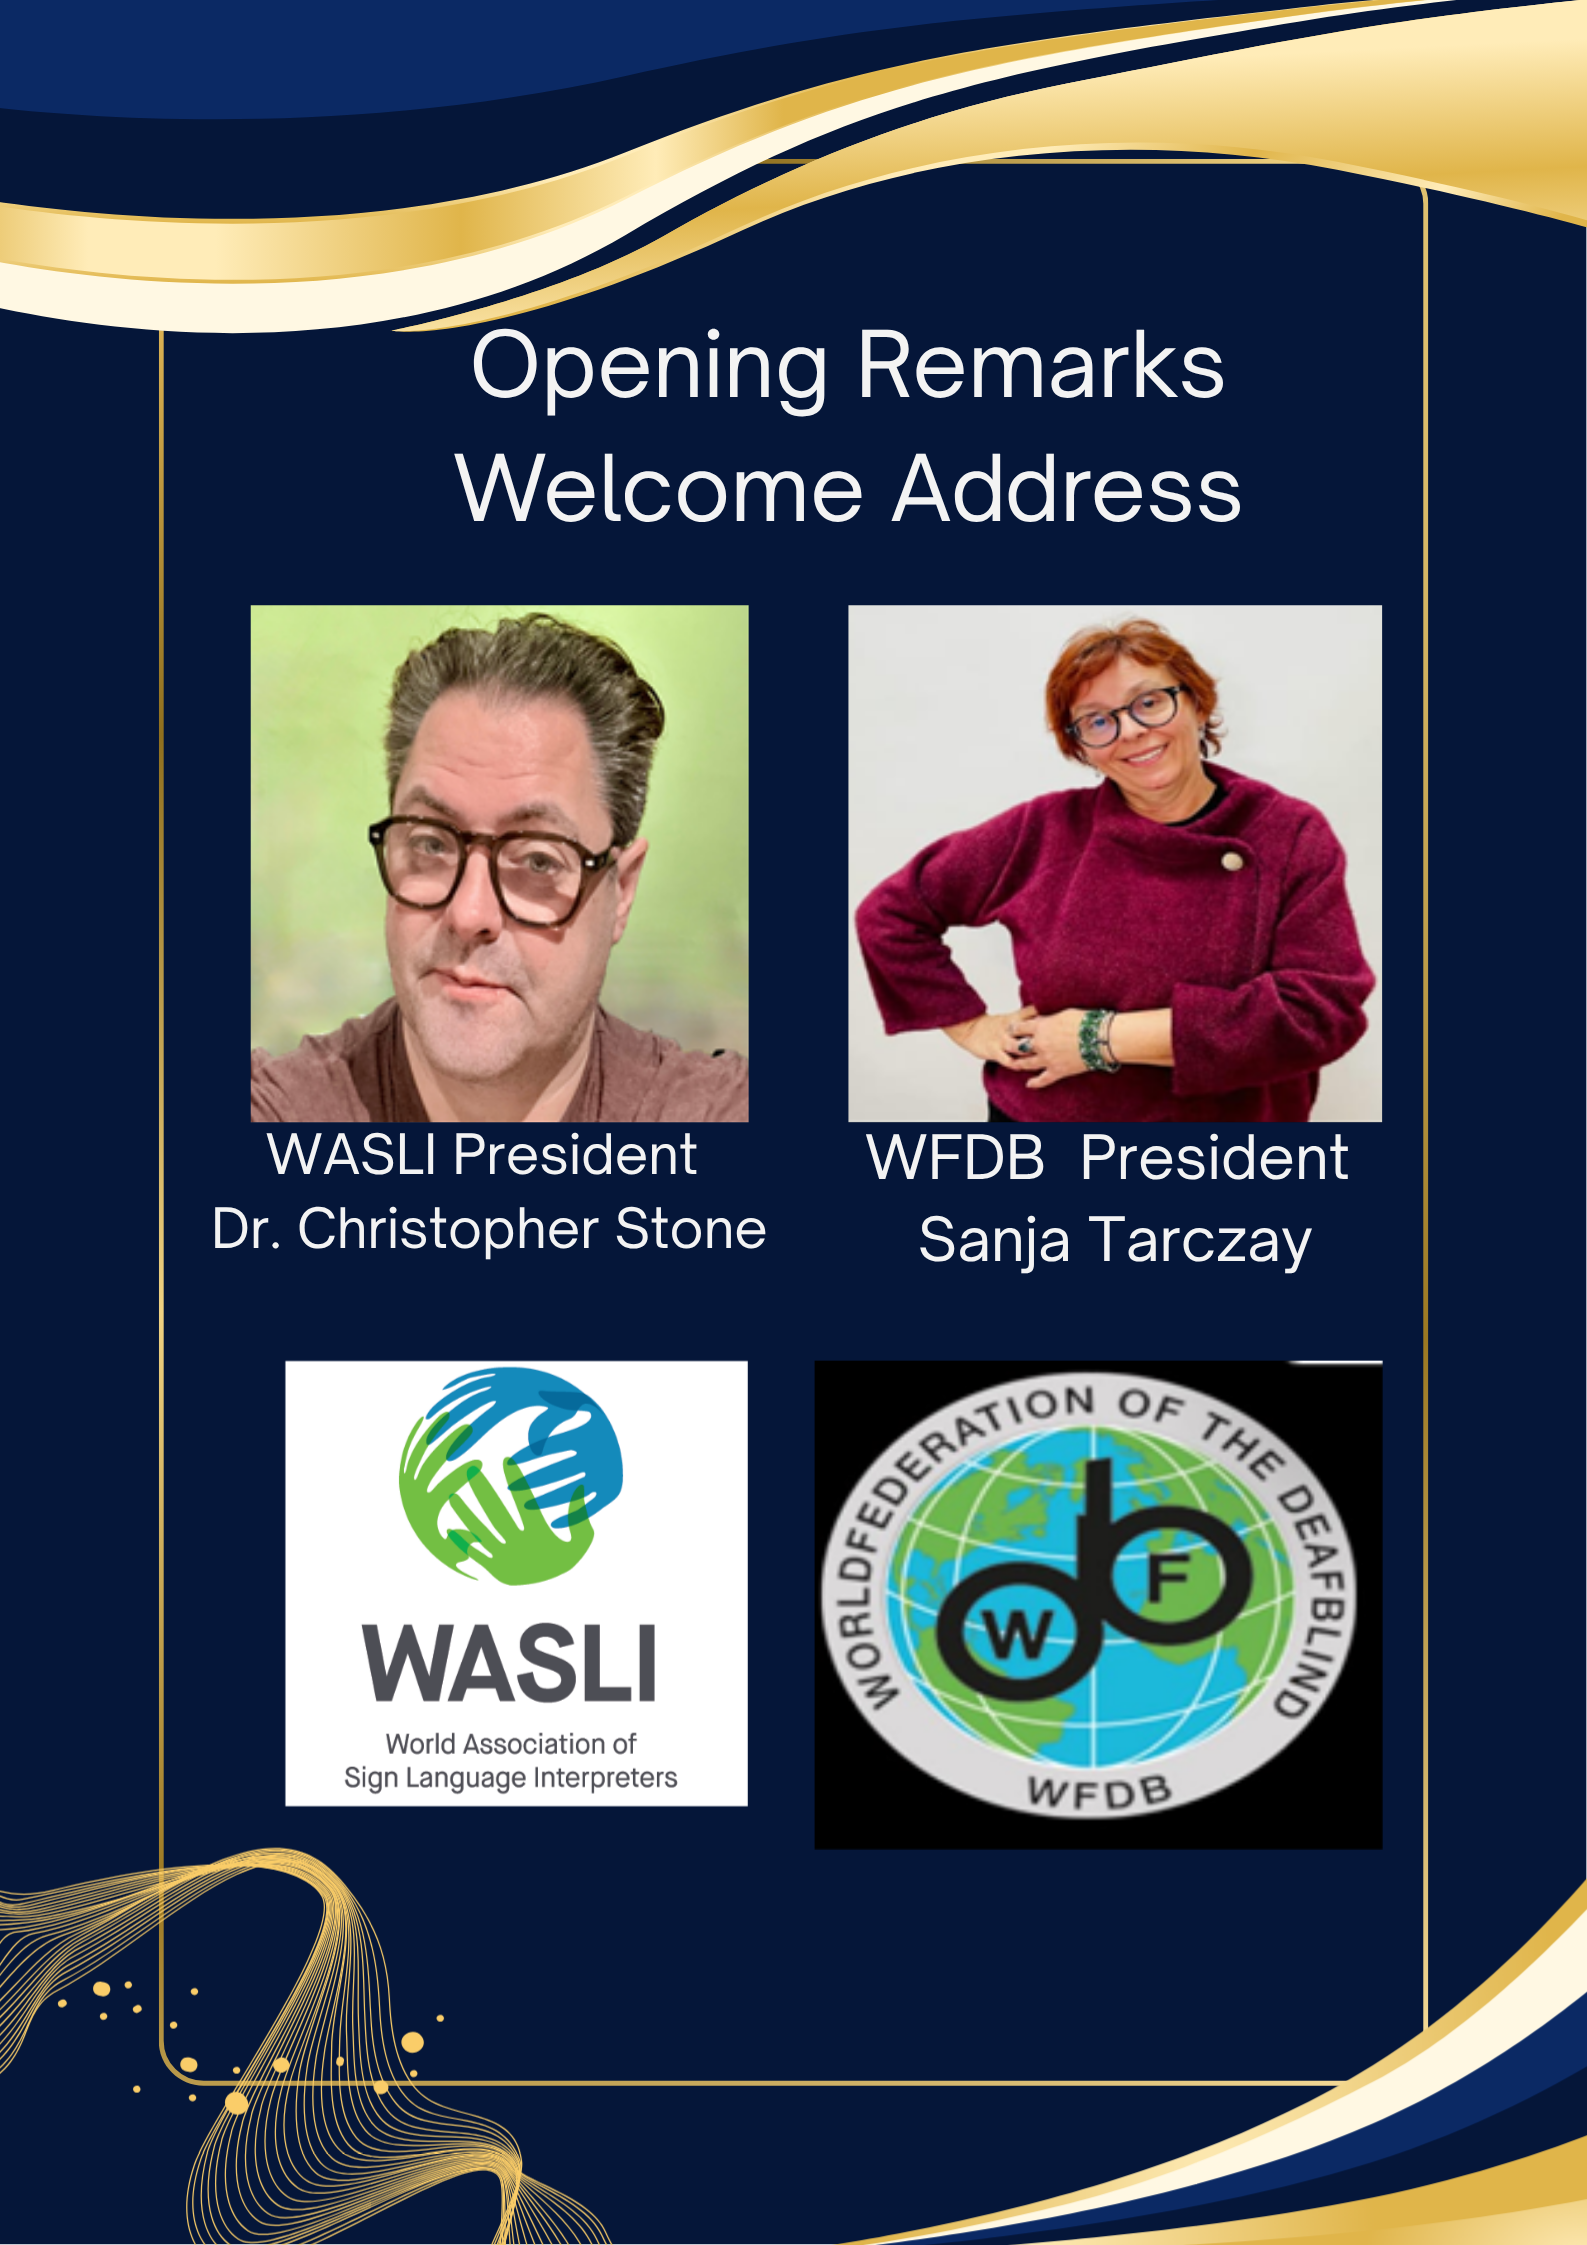 Opening Remarks
Welcome Address
WASLI President
Dr. Christopher Stone
WFDB President
Sanja Tarczay
WASLI
World Association of
Sign Language Interpreters
WORLDFEDERATION OF THE DEAFBLIND
db
W F
WFDB